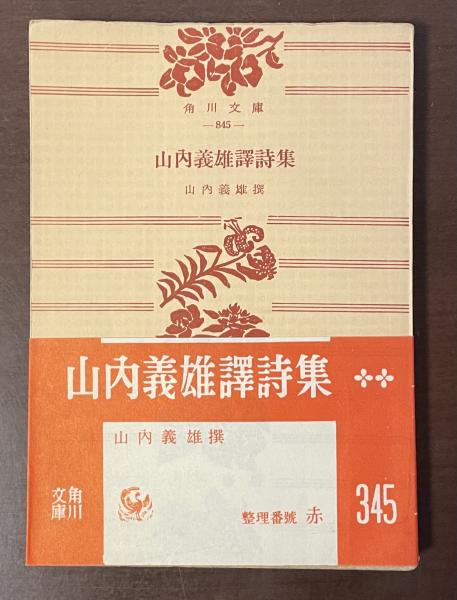 角川文庫
—845—
山内義雄譯詩集
山内義雄撰
山内義雄譯詩集
山内義雄撰
角川文庫
整理番號 赤
345